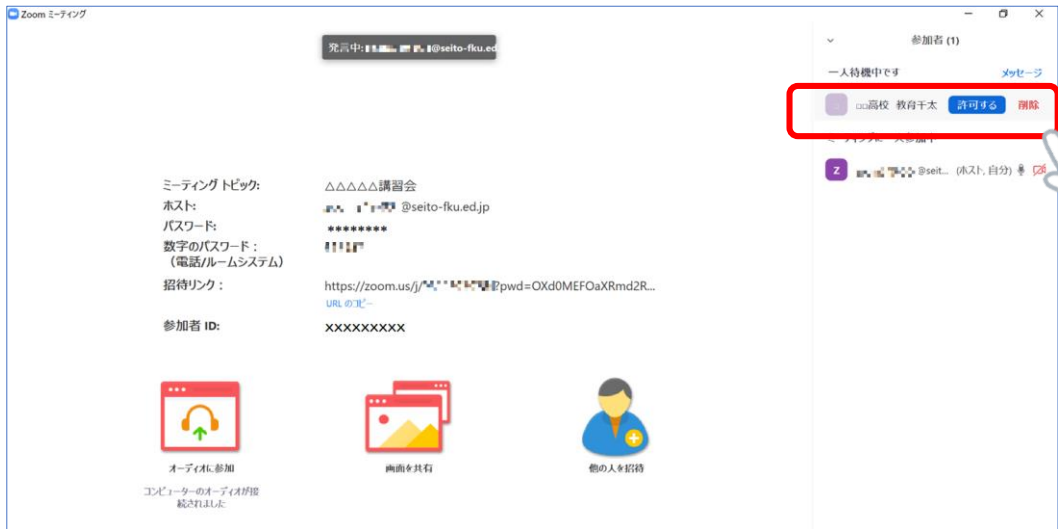 Zoom ミーティング
発言中: @seito-fku.ed
参加者 (1)
一人待機中です メッセージ
□□高校 教育干太 許可する 削除
Z @seit... (ホスト, 自分)
ミーティング トピック: △△△△△講習会
ホスト: @seito-fku.ed.jp
パスワード: ********
数字のパスワード：
（電話/ルームシステム）
招待リンク： https://zoom.us/j/ ?pwd=OXd0MEFOaXRmd2R...
URL のコピー
参加者 ID: XXXXXXXXX
オーディオに参加 画面を共有 他の人を招待
コンピューターのオーディオが接
続されました